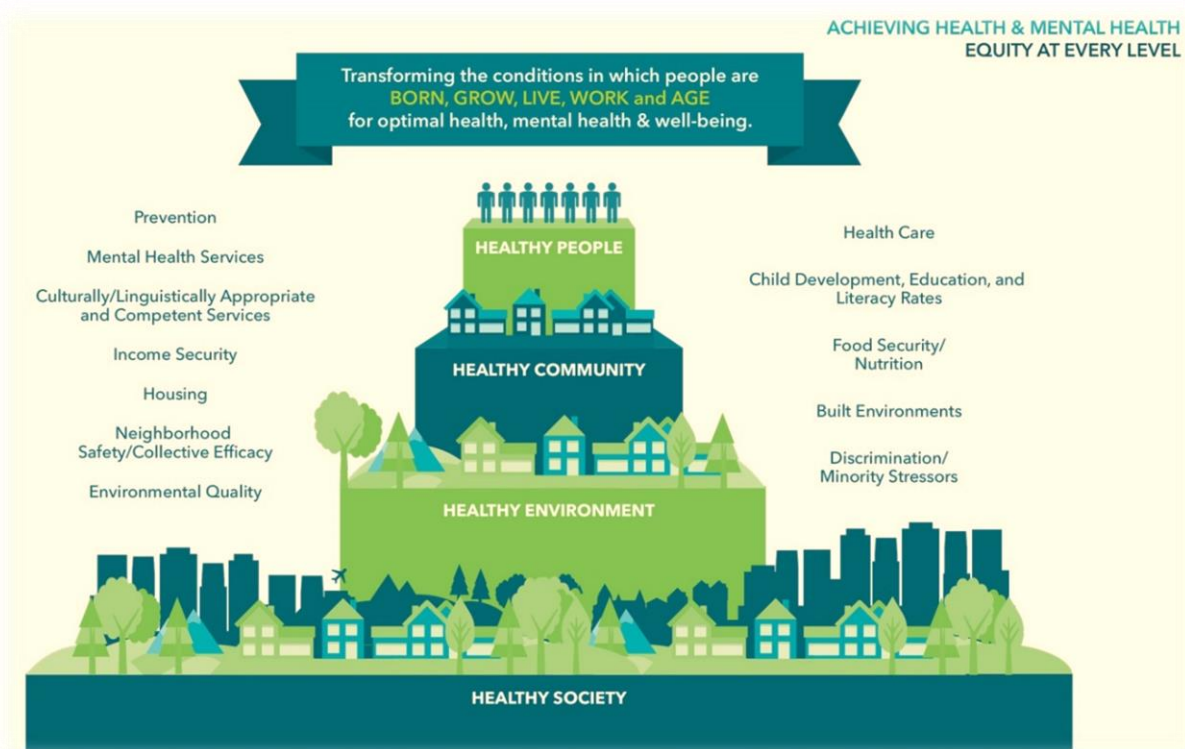 ACHIEVING HEALTH & MENTAL HEALTH
EQUITY AT EVERY LEVEL
Transforming the conditions in which people are
BORN, GROW, LIVE, WORK and AGE
for optimal health, mental health & well-being.
Prevention
Mental Health Services
Culturally/Linguistically Appropriate
and Competent Services
Income Security
Housing
Neighborhood
Safety/Collective Efficacy
Environmental Quality
HEALTHY PEOPLE
HEALTHY COMMUNITY
HEALTHY ENVIRONMENT
HEALTHY SOCIETY
Health Care
Child Development, Education, and
Literacy Rates
Food Security/
Nutrition
Built Environments
Discrimination/
Minority Stressors